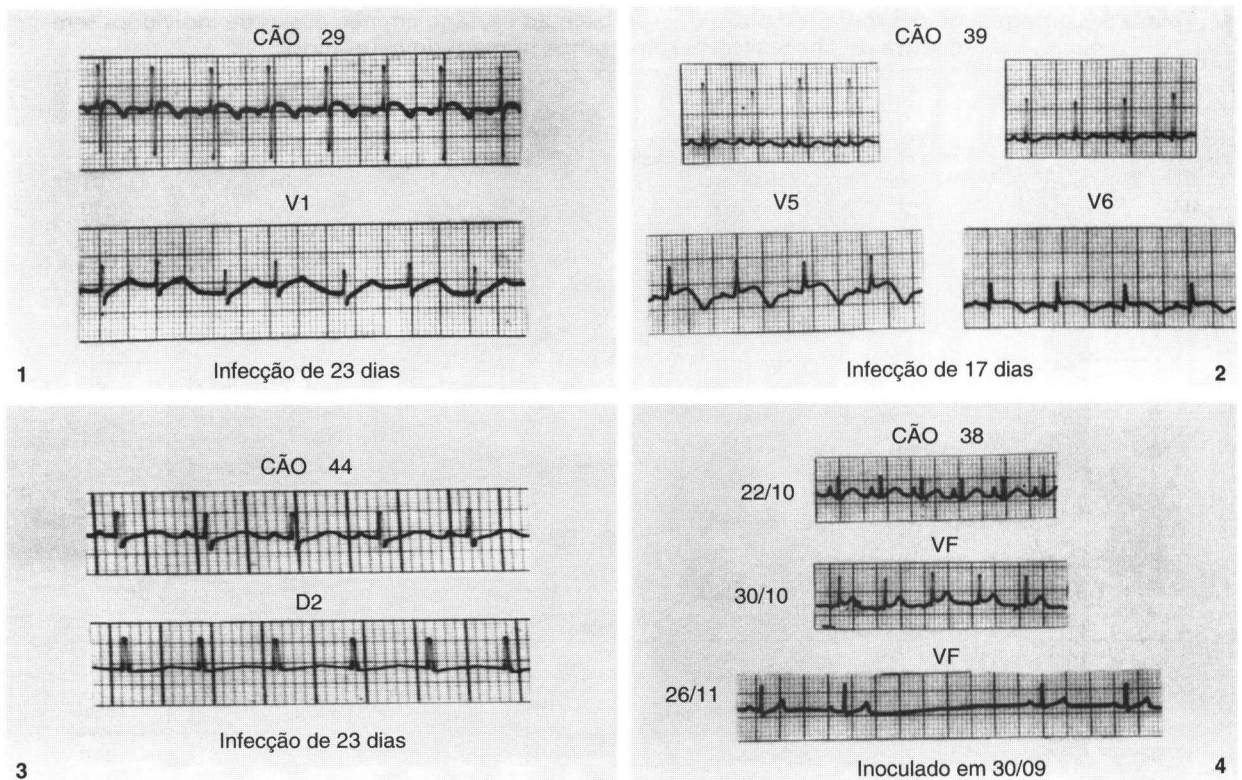 CÃO 29
V1
Infecção de 23 dias
1
CÃO 39
V5
V6
Infecção de 17 dias
2
CÃO 44
D2
Infecção de 23 dias
3
CÃO 38
22/10
VF
30/10
VF
26/11
Inoculado em 30/09
4